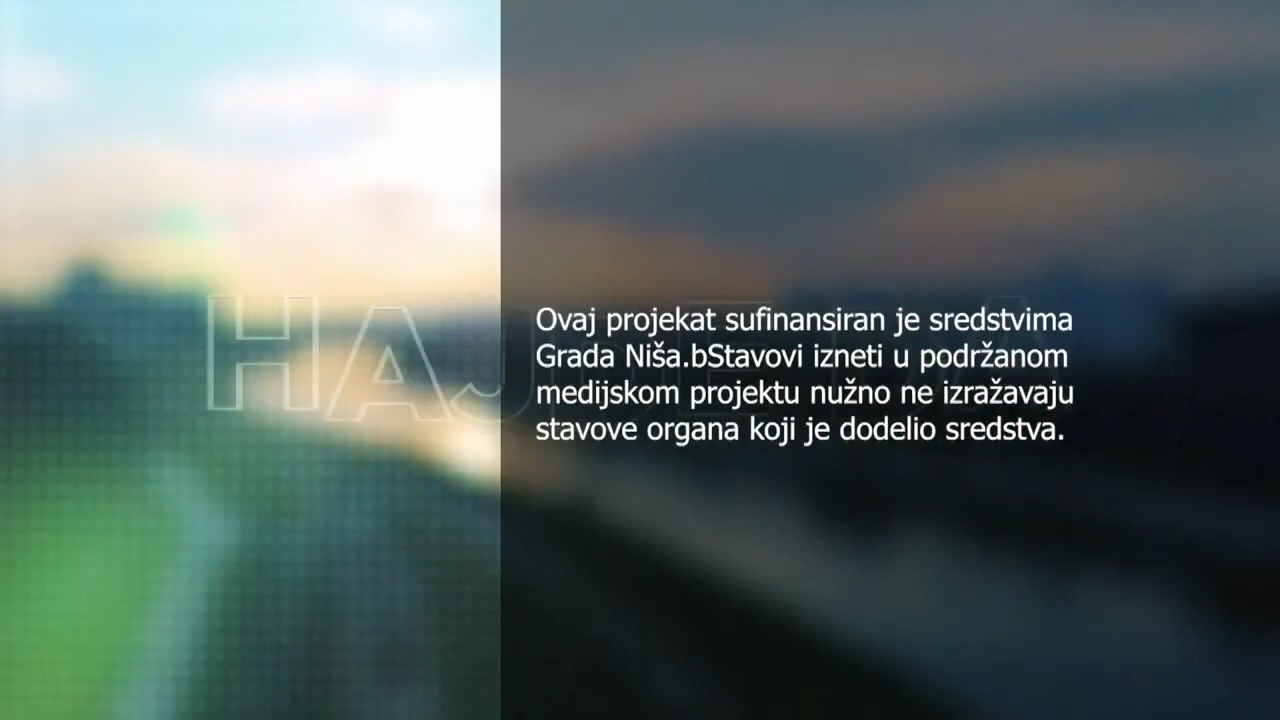 Ovaj projekat sufinansiran je sredstvima
Grada Niša.bStavovi izneti u podržanom
medijskom projektu nužno ne izražavaju
stavove organa koji je dodelio sredstva.